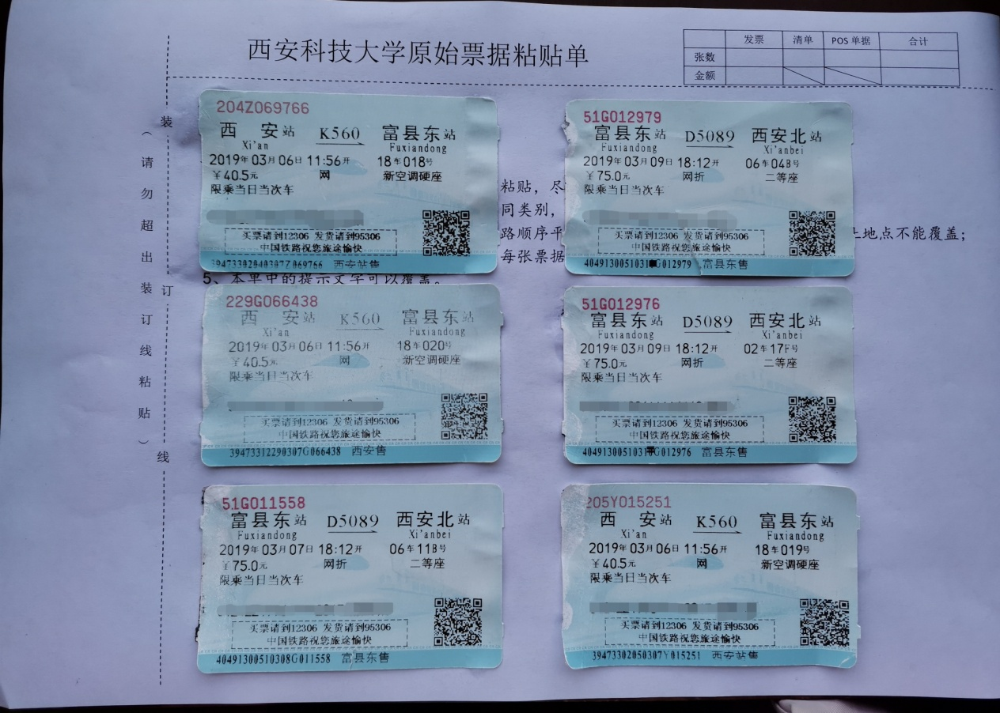 西安科技大学原始票据粘贴单
发票 清单 POS 单据 合计
张数
金额
装
订
线
（请勿超出装订线粘贴）
204Z069766
西 安站 K560 富县东站
Xi'an Fuxiandong
2019年03月06日 11:56开 18车018号
￥40.5元 网 新空调硬座
限乘当日当次车
买票请到12306 发货请到95306
中国铁路祝您旅途愉快
39473302040307Z069766 西安站售
51G012979
富县东站 D5089 西安北站
Fuxiandong Xi'anbei
2019年03月09日 18:12开 06车04B号
￥75.0元 网折 二等座
限乘当日当次车
买票请到12306 发货请到95306
中国铁路祝您旅途愉快
4049130051031 G012979 富县东售
粘贴，尽
同类别，
路顺序平
止地点不能覆盖；
每张票据
5、本单中的提示文字可以覆盖。
229G066438
西 安站 K560 富县东站
Xi'an Fuxiandong
2019年03月06日 11:56开 18车020号
￥40.5元 网 新空调硬座
限乘当日当次车
买票请到12306 发货请到95306
中国铁路祝您旅途愉快
39473312290307G066438 西安售
51G012976
富县东站 D5089 西安北站
Fuxiandong Xi'anbei
2019年03月09日 18:12开 02车17F号
￥75.0元 网折 二等座
限乘当日当次车
买票请到12306 发货请到95306
中国铁路祝您旅途愉快
4049130051031 G012976 富县东售
51G011558
富县东站 D5089 西安北站
Fuxiandong Xi'anbei
2019年03月07日 18:12开 06车11B号
￥75.0元 网折 二等座
限乘当日当次车
买票请到12306 发货请到95306
中国铁路祝您旅途愉快
40491300510308G011558 富县东售
205Y015251
西 安站 K560 富县东站
Xi'an Fuxiandong
2019年03月06日 11:56开 18车019号
￥40.5元 网 新空调硬座
限乘当日当次车
买票请到12306 发货请到95306
中国铁路祝您旅途愉快
39473302050307Y015251 西安站售